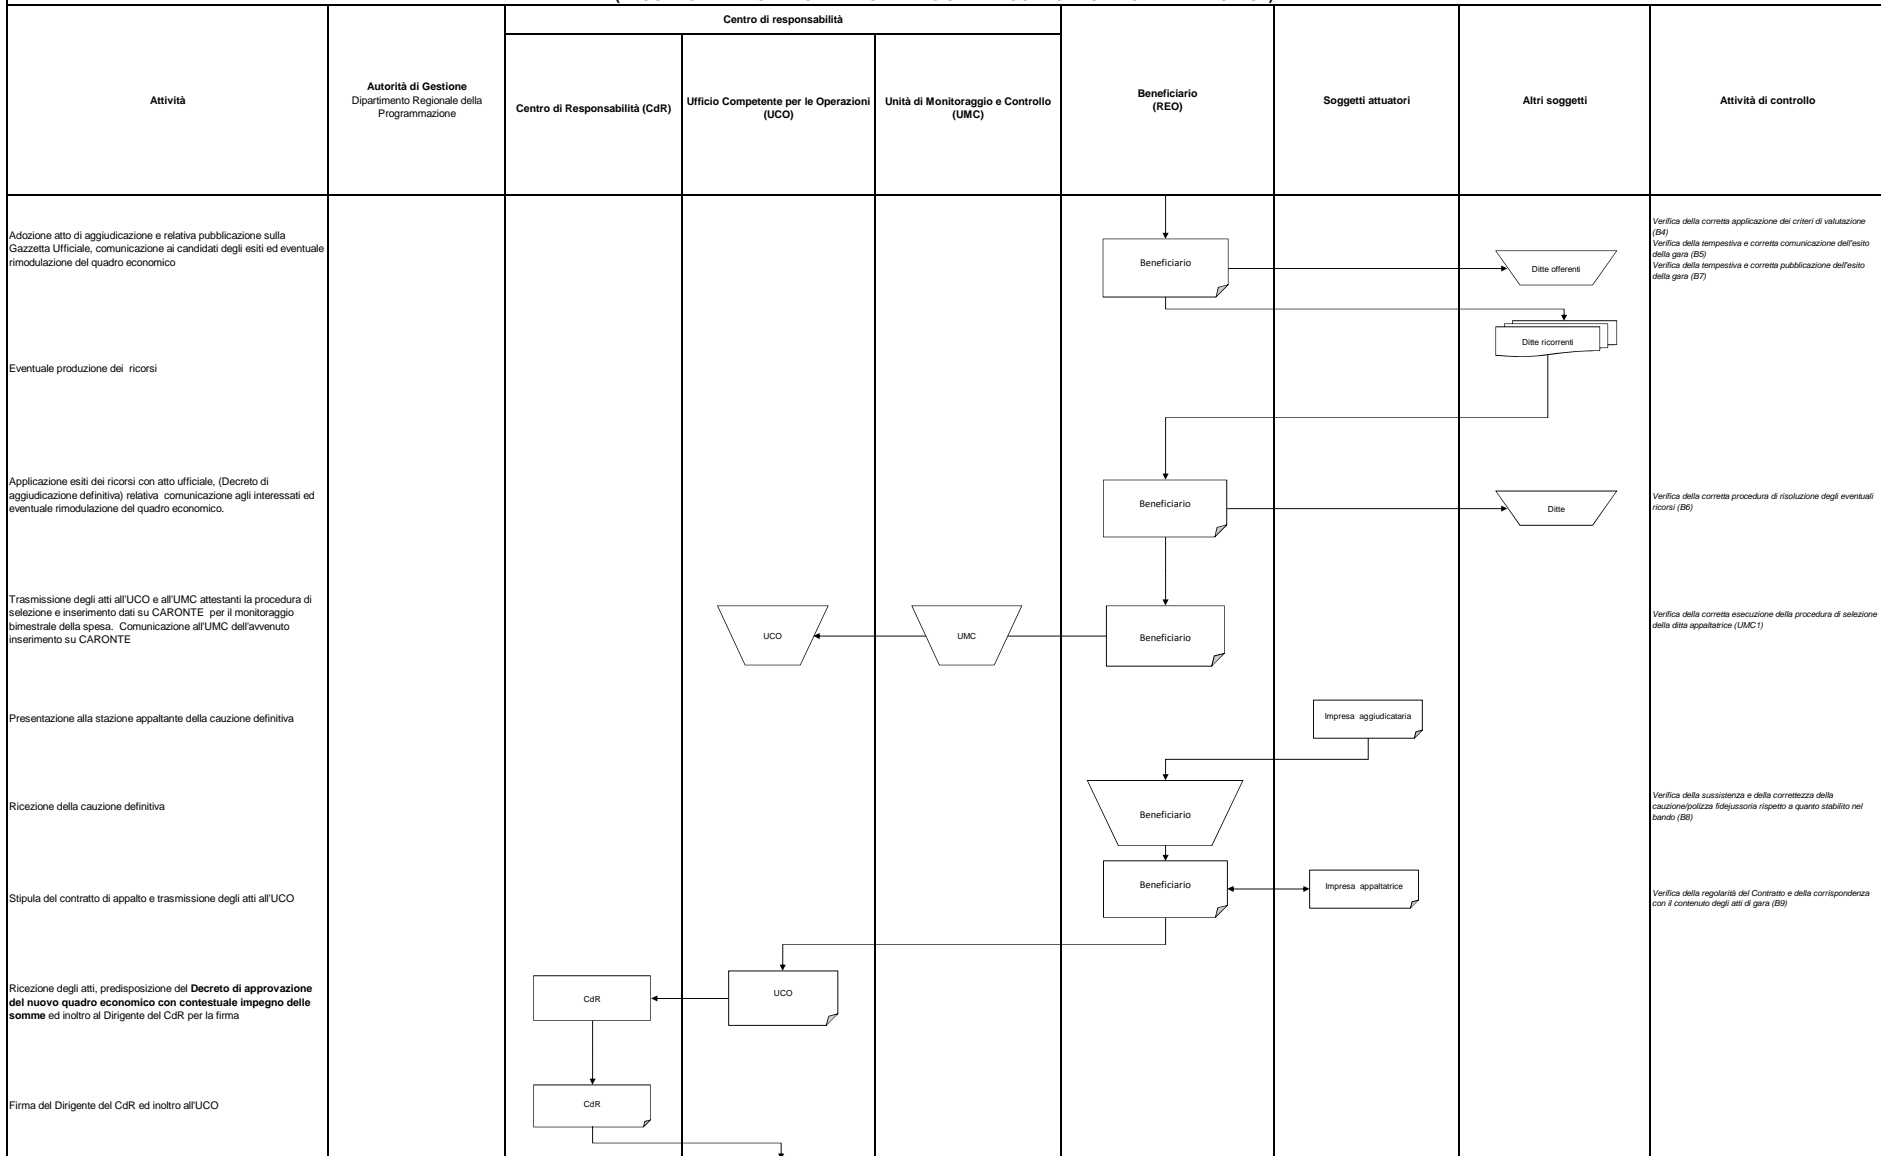 Centro di responsabilità
Attività
Autorità di Gestione
Dipartimento Regionale della
Programmazione
Centro di Responsabilità (CdR)
Ufficio Competente per le Operazioni
(UCO)
Unità di Monitoraggio e Controllo
(UMC)
Beneficiario
(REO)
Soggetti attuatori
Altri soggetti
Attività di controllo
Adozione atto di aggiudicazione e relativa pubblicazione sulla
Gazzetta Ufficiale, comunicazione ai candidati degli esiti ed eventuale
rimodulazione del quadro economico
Beneficiario
Ditte offerenti
Verifica della corretta applicazione dei criteri di valutazione
(B4)
Verifica della tempestiva e corretta comunicazione dell'esito
della gara (B5)
Verifica della tempestiva e corretta pubblicazione dell'esito
della gara (B7)
Ditte ricorrenti
Eventuale produzione dei  ricorsi
Applicazione esiti dei ricorsi con atto ufficiale, (Decreto di
aggiudicazione definitiva) relativa  comunicazione agli interessati ed
eventuale rimodulazione del quadro economico.
Beneficiario
Ditte
Verifica della corretta procedura di risoluzione degli eventuali
ricorsi (B6)
Trasmissione degli atti all'UCO e all'UMC attestanti la procedura di
selezione e inserimento dati su CARONTE  per il monitoraggio
bimestrale della spesa.  Comunicazione all'UMC dell'avvenuto
inserimento su CARONTE
UCO
UMC
Beneficiario
Verifica della corretta esecuzione della procedura di selezione
della ditta appaltatrice (UMC1)
Presentazione alla stazione appaltante della cauzione definitiva
Impresa  aggiudicataria
Ricezione della cauzione definitiva
Beneficiario
Verifica della sussistenza e della correttezza della
cauzione/polizza fidejussoria rispetto a quanto stabilito nel
bando (B8)
Stipula del contratto di appalto e trasmissione degli atti all'UCO
Beneficiario
Impresa  appaltatrice
Verifica della regolarità del Contratto e della corrispondenza
con il contenuto degli atti di gara (B9)
Ricezione degli atti, predisposizione del Decreto di approvazione
del nuovo quadro economico con contestuale impegno delle
somme ed inoltro al Dirigente del CdR per la firma
CdR
UCO
Firma del Dirigente del CdR ed inoltro all'UCO
CdR